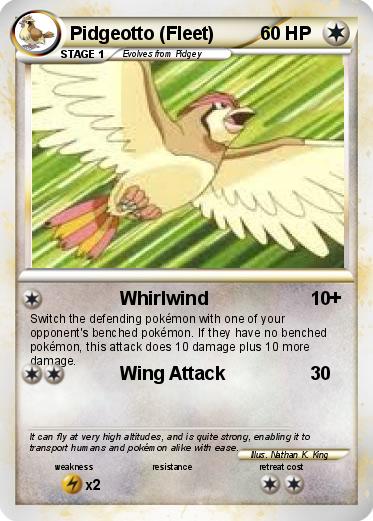 Pidgeotto (Fleet) 60 HP
STAGE 1 Evolves from Pidgey
Whirlwind 10+
Switch the defending pokémon with one of your
opponent's benched pokémon. If they have no benched
pokémon, this attack does 10 damage plus 10 more
damage.
Wing Attack 30
It can fly at very high altitudes, and is quite strong, enabling it to
transport humans and pokémon alike with ease.
Illus. Nathan K. King
weakness resistance retreat cost
x2